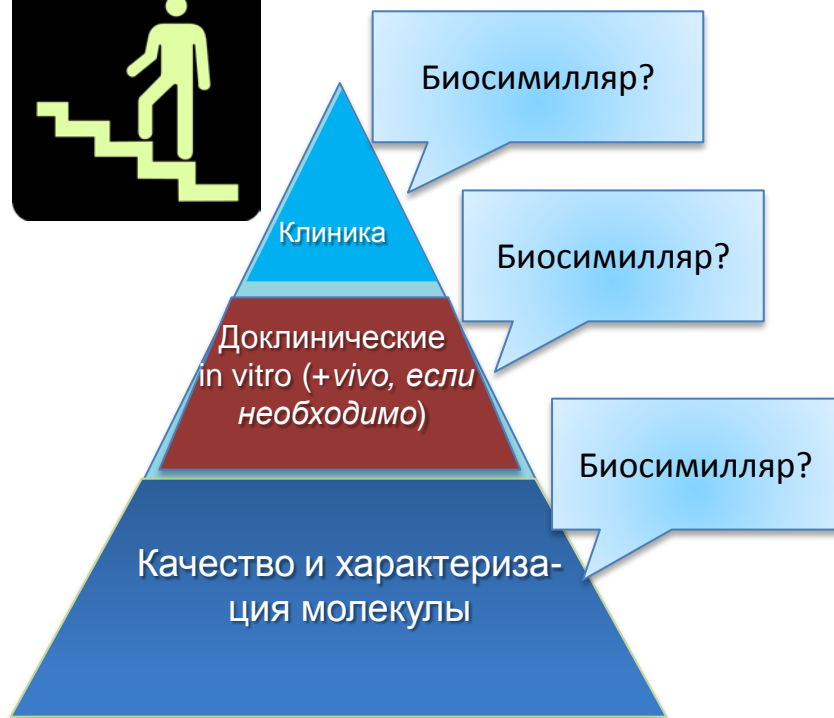 Биосимилляр?
Клиника
Биосимилляр?
Доклинические
in vitro (+vivo, если
необходимо)
Биосимилляр?
Качество и характериза-
ция молекулы